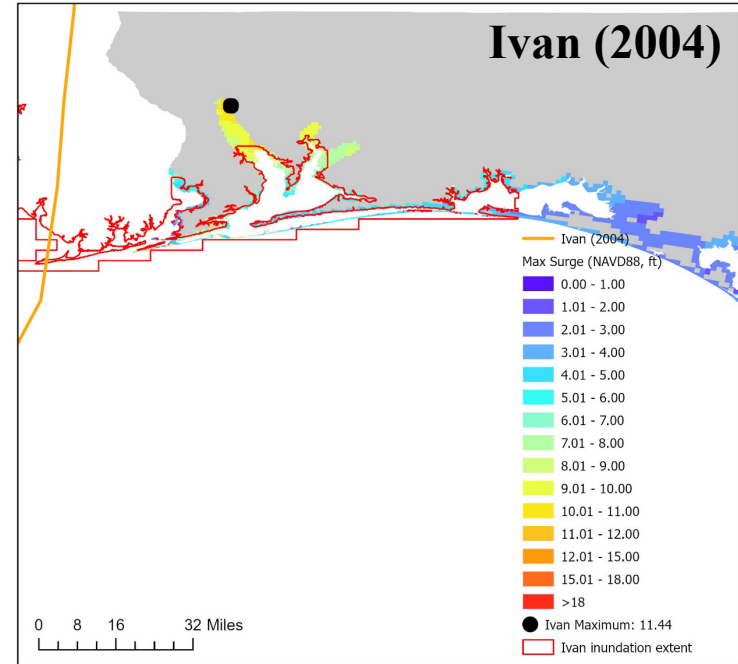 Ivan (2004)
Ivan (2004)
Max Surge (NAVD88, ft)
0.00 - 1.00
1.01 - 2.00
2.01 - 3.00
3.01 - 4.00
4.01 - 5.00
5.01 - 6.00
6.01 - 7.00
7.01 - 8.00
8.01 - 9.00
9.01 - 10.00
10.01 - 11.00
11.01 - 12.00
12.01 - 15.00
15.01 - 18.00
>18
Ivan Maximum: 11.44
Ivan inundation extent
0 8 16 32 Miles